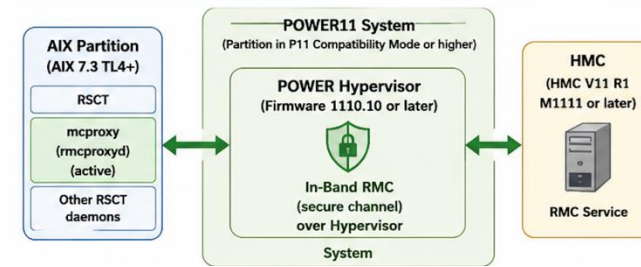 AIX Partition
(AIX 7.3 TL4+)
RSCT
mcproxy
(rmcproxyd)
(active)
Other RSCT
daemons
POWER11 System
(Partition in P11 Compatibility Mode or higher)
POWER Hypervisor
(Firmware 1110.10 or later)
In-Band RMC
(secure channel)
over Hypervisor
System
HMC
(HMC V11 R1
M1111 or later)
RMC Service